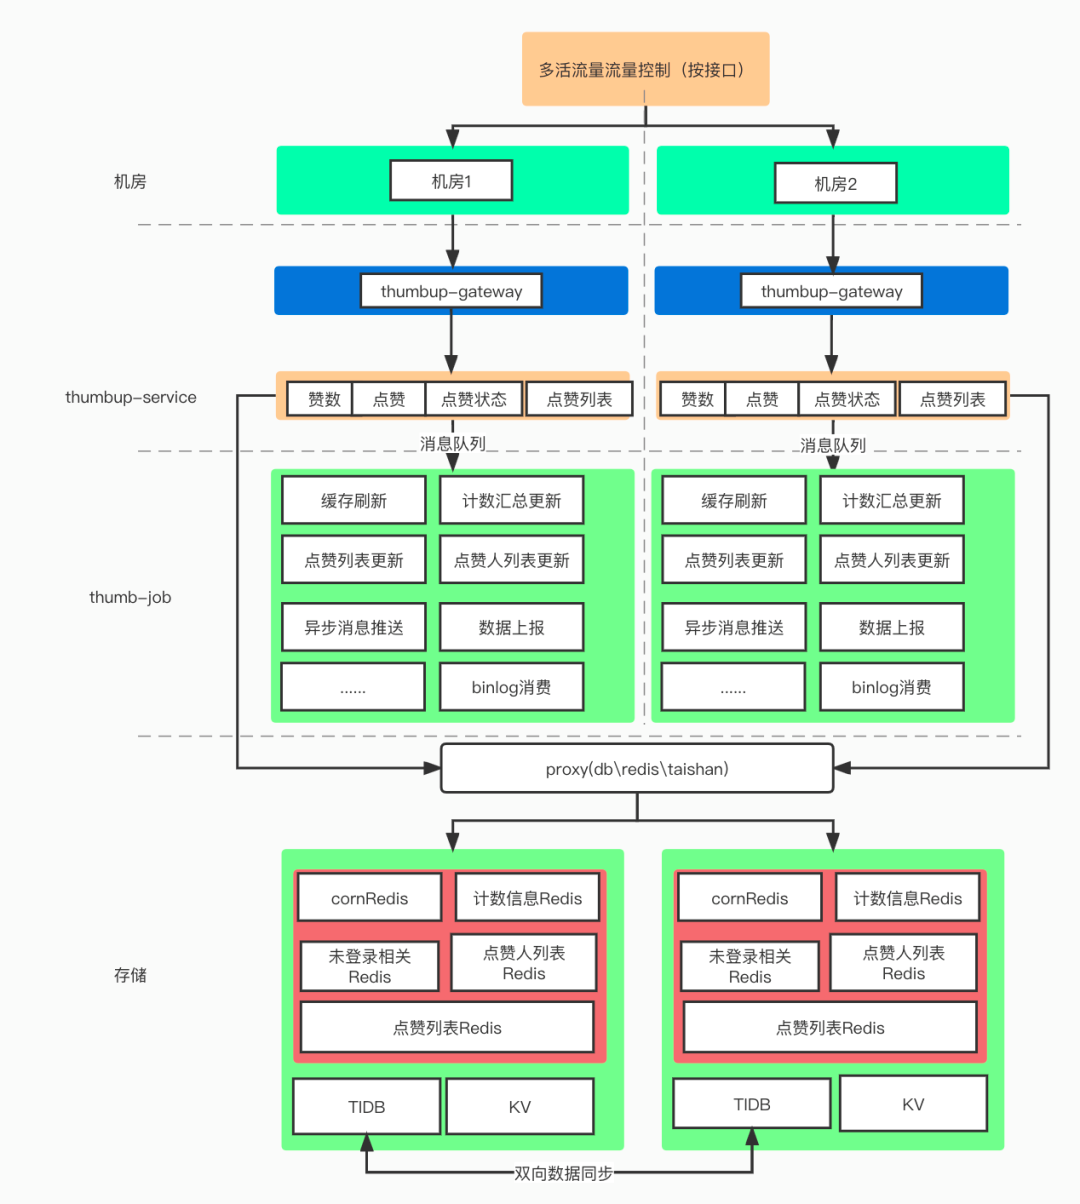 多活流量流量控制（按接口）
机房
机房1
机房2
thumbup-gateway
thumbup-gateway
thumbup-service
赞数
点赞
点赞状态
点赞列表
赞数
点赞
点赞状态
点赞列表
消息队列
消息队列
thumb-job
缓存刷新
计数汇总更新
点赞列表更新
点赞人列表更新
异步消息推送
数据上报
......
binlog消费
缓存刷新
计数汇总更新
点赞列表更新
点赞人列表更新
异步消息推送
数据上报
......
binlog消费
proxy(db\redis\taishan)
存储
cornRedis
计数信息Redis
未登录相关
Redis
点赞人列表
Redis
点赞列表Redis
TIDB
KV
cornRedis
计数信息Redis
未登录相关
Redis
点赞人列表
Redis
点赞列表Redis
TIDB
KV
双向数据同步